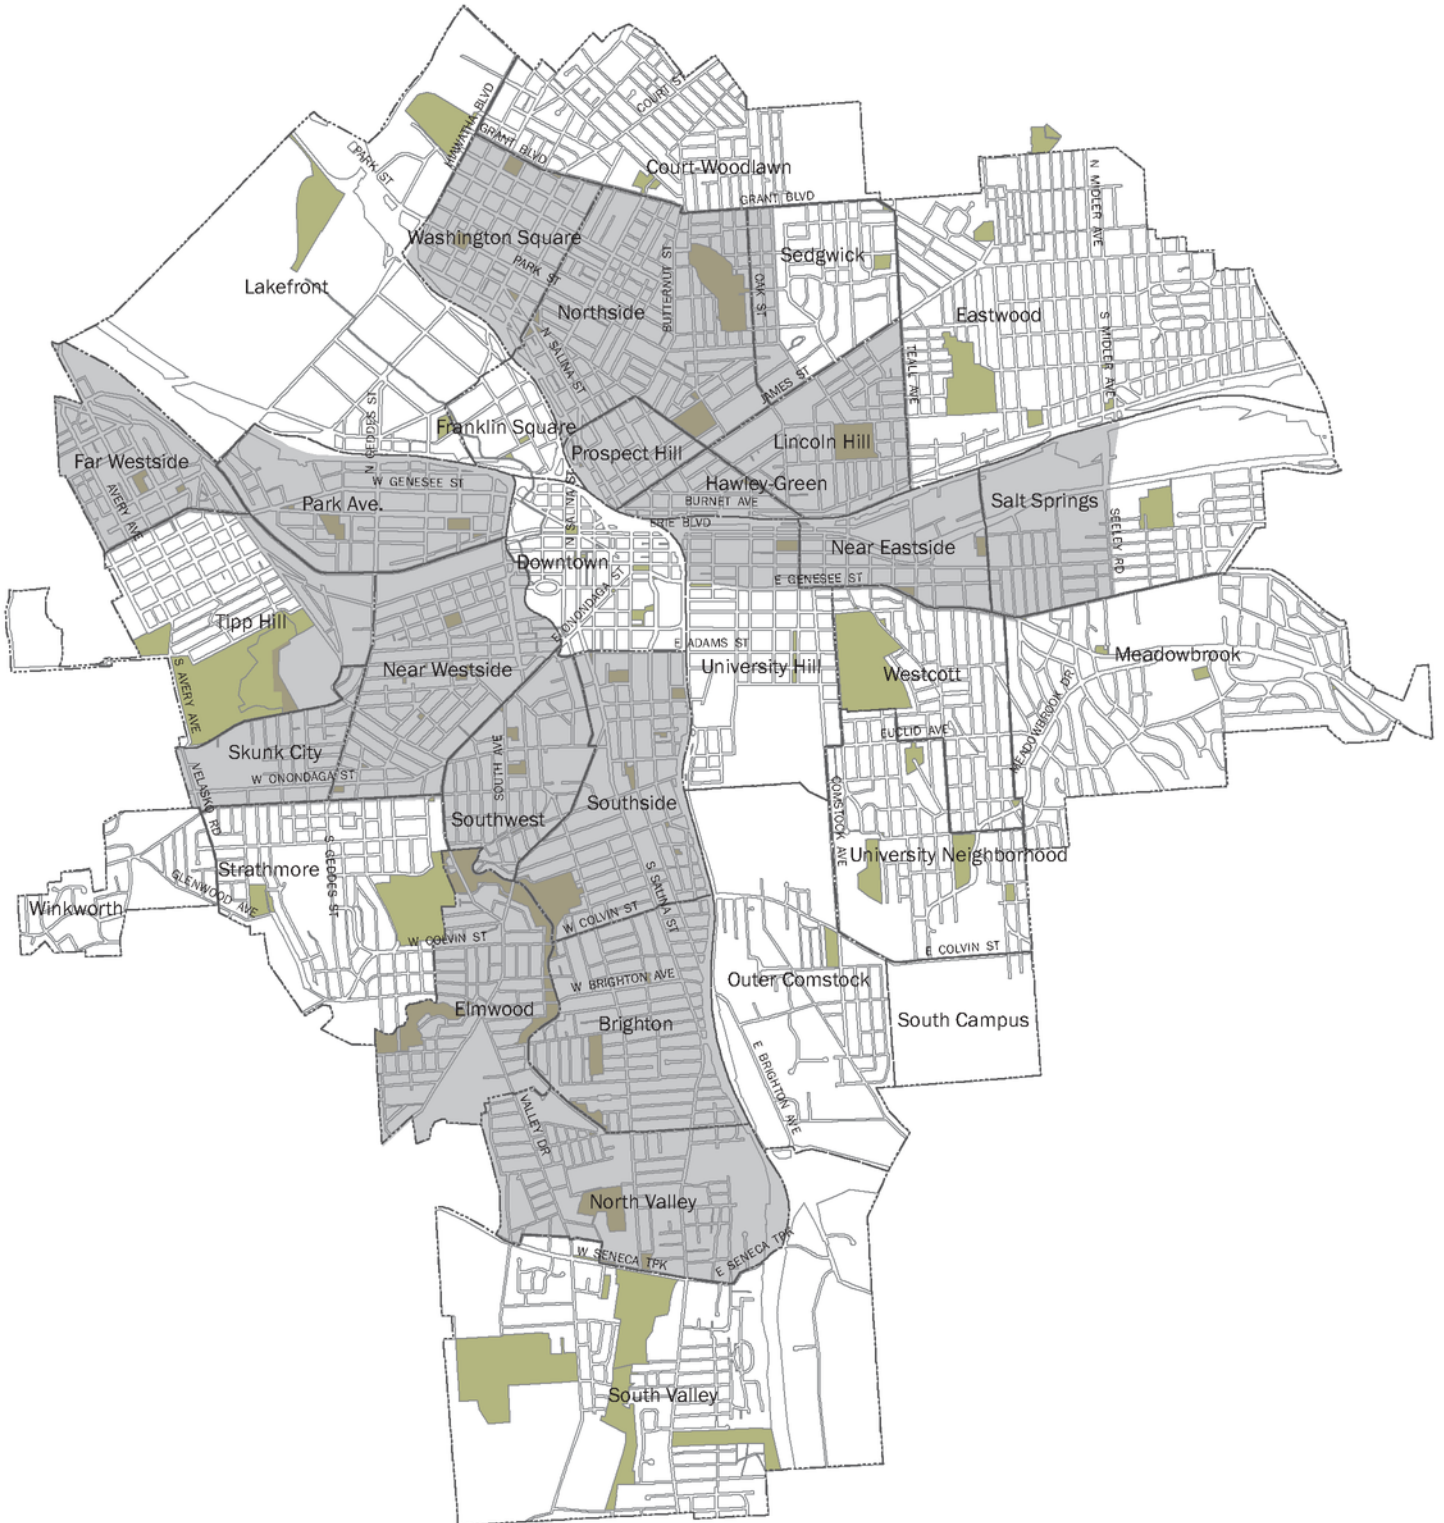 COURT ST
HIAWATHA BLVD
GRANT BLVD
PARK ST
Court-Woodlawn
N MIDLER AVE
GRANT BLVD
Washington Square
Sedgwick
BUTTERNUT ST
PARK ST
OAK ST
Lakefront
Northside
Eastwood
S MIDLER AVE
N SALINA ST
TEALL AVE
JAMES ST
N GEDDES ST
Franklin Square
Lincoln Hill
Prospect Hill
Far Westside
W GENESEE ST
Hawley-Green
AVERY AVE
Park Ave.
BURNET AVE
Salt Springs
N SALINA ST
ERIE BLVD
SEELEY RD
Near Eastside
Downtown
E GENESEE ST
E ONONDAGA ST
Tipp Hill
E ADAMS ST
Near Westside
University Hill
Westcott
Meadowbrook
S AVERY AVE
MEADOWBROOK DR
EUCLID AVE
Skunk City
SOUTH AVE
W ONONDAGA ST
VELASKO RD
Southside
COMSTOCK AVE
Southwest
S GEDDES ST
University Neighborhood
Strathmore
GLENWOOD AVE
S SALINA ST
Winkworth
W COLVIN ST
W COLVIN ST
E COLVIN ST
W BRIGHTON AVE
Outer Comstock
Elmwood
Brighton
South Campus
E BRIGHTON AVE
VALLEY DR
North Valley
W SENECA TPK
E SENECA TPK
South Valley